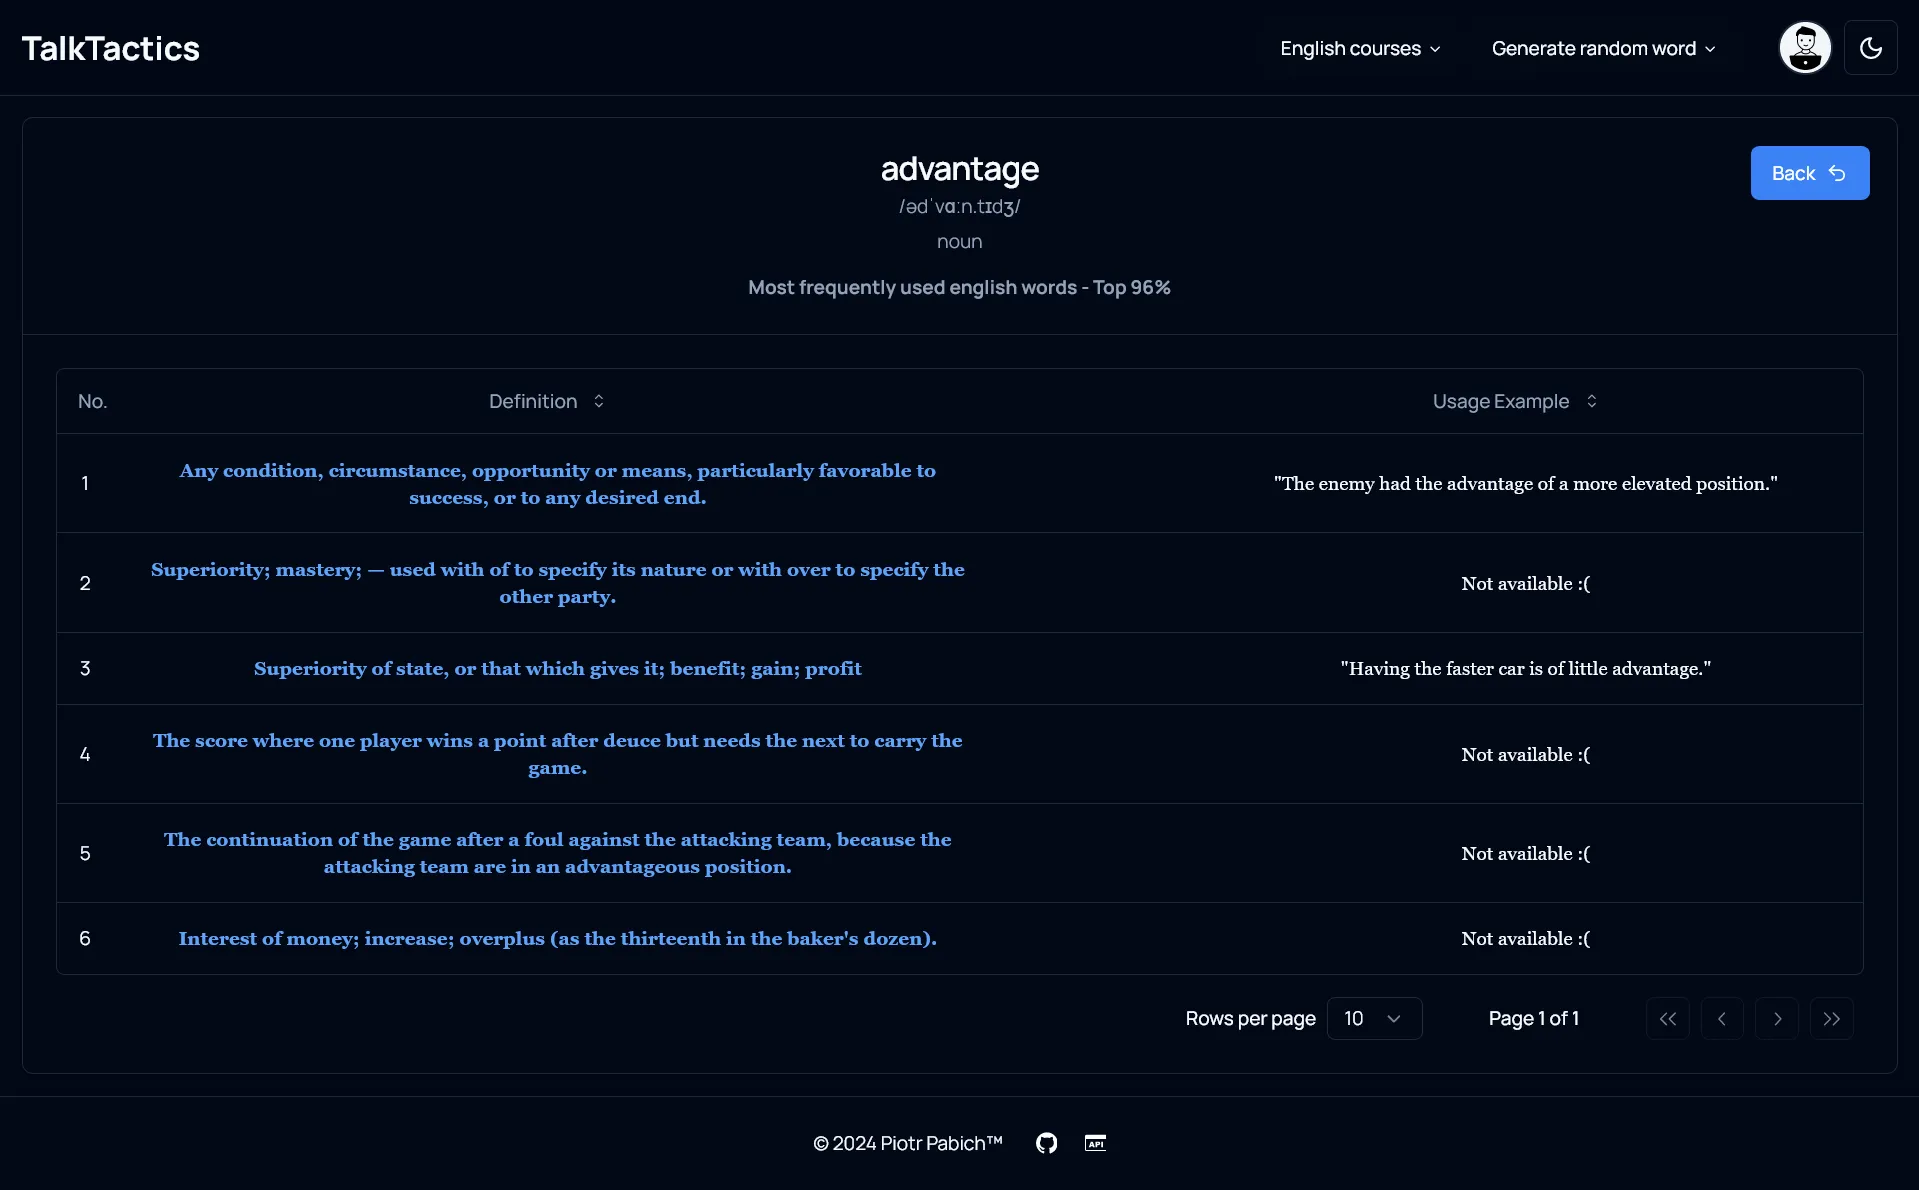 TalkTactics
English courses
Generate random word
advantage
Back
/ədˈvɑːn.tɪdʒ/
noun
Most frequently used english words - Top 96%
No.
Definition
Usage Example
1
Any condition, circumstance, opportunity or means, particularly favorable to
success, or to any desired end.
"The enemy had the advantage of a more elevated position."
2
Superiority; mastery; — used with of to specify its nature or with over to specify the
other party.
Not available :(
3
Superiority of state, or that which gives it; benefit; gain; profit
"Having the faster car is of little advantage."
4
The score where one player wins a point after deuce but needs the next to carry the
game.
Not available :(
5
The continuation of the game after a foul against the attacking team, because the
attacking team are in an advantageous position.
Not available :(
6
Interest of money; increase; overplus (as the thirteenth in the baker's dozen).
Not available :(
Rows per page
10
Page 1 of 1
© 2024 Piotr Pabich™
API